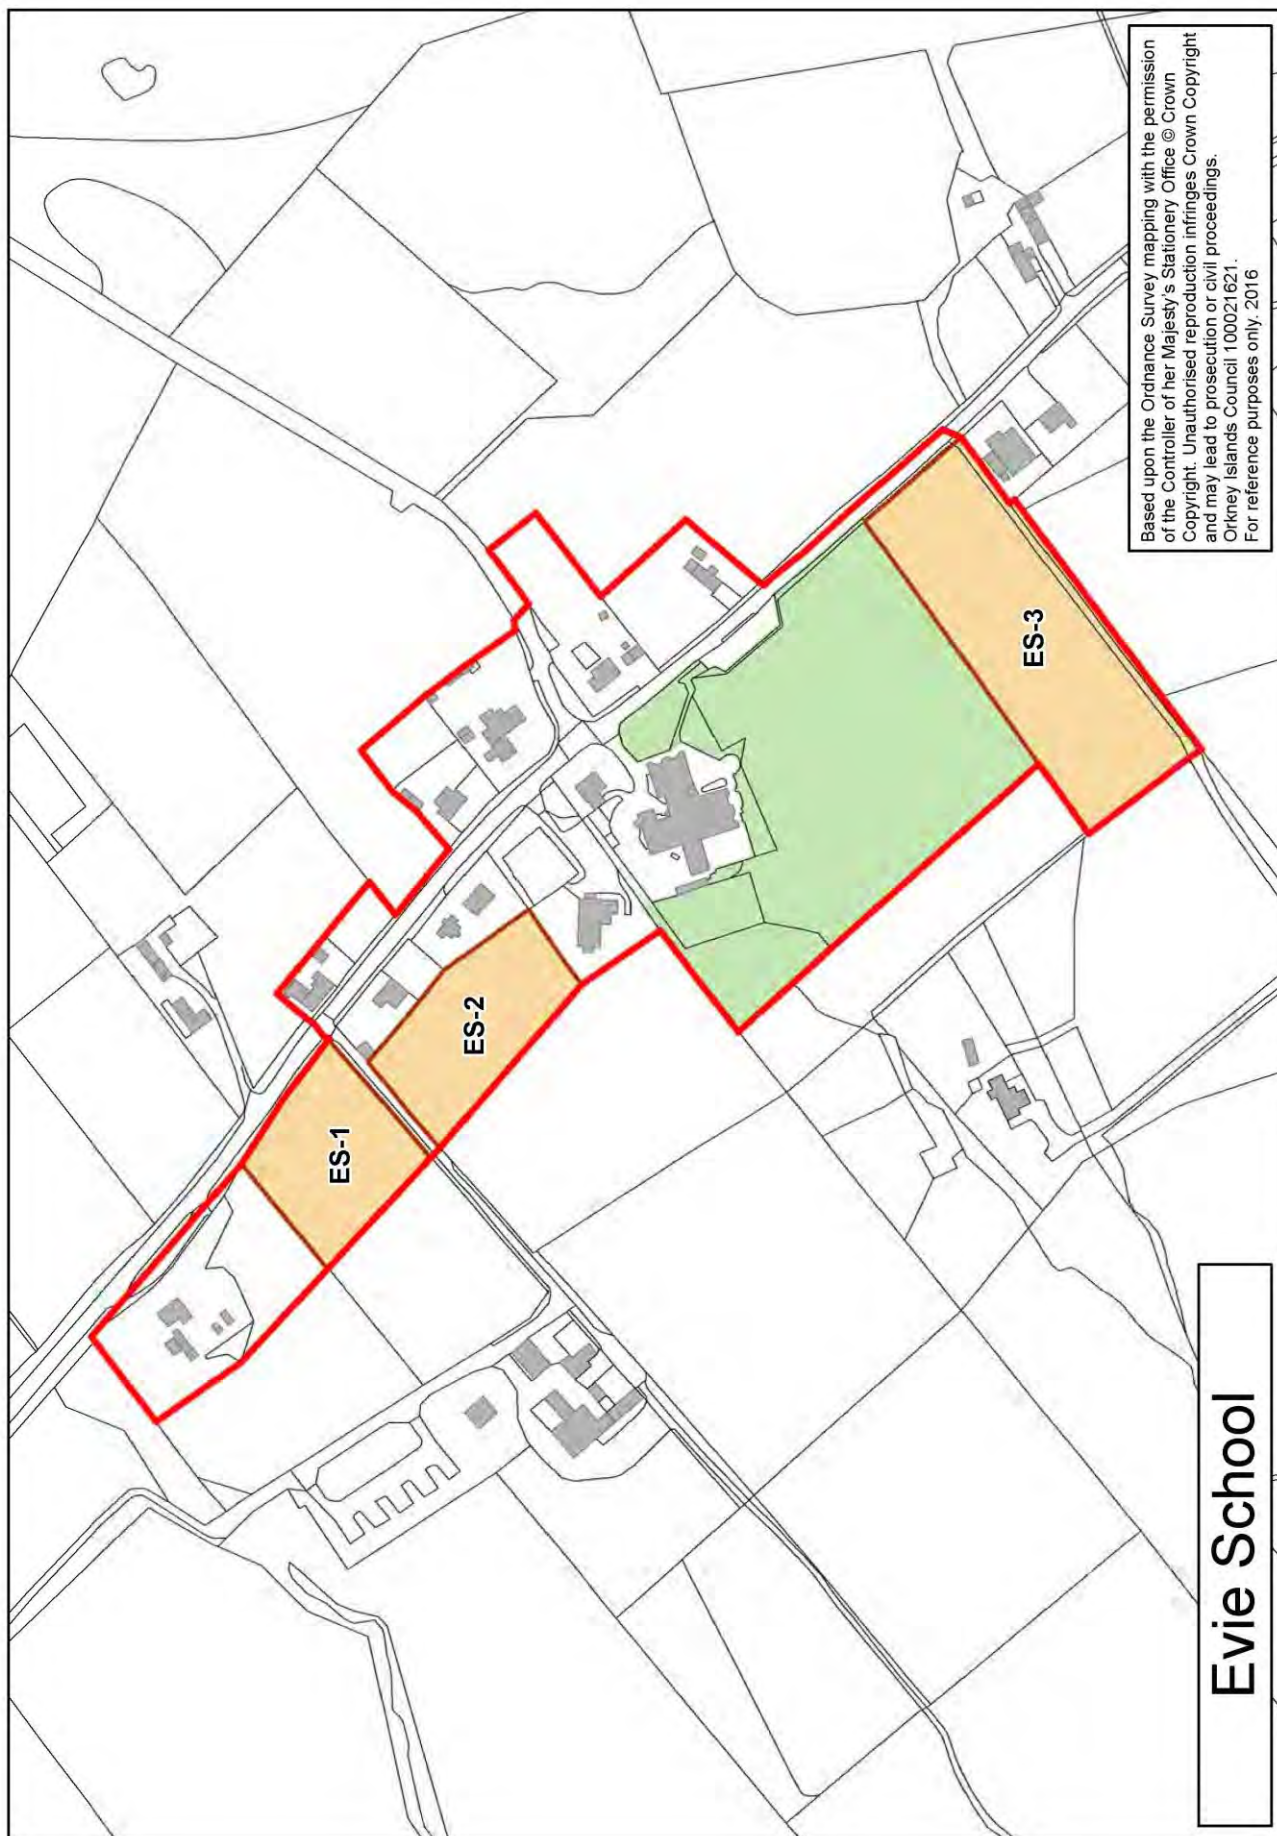 ES-1
ES-2
ES-3
Evie School
Based upon the Ordnance Survey mapping with the permission
of the Controller of her Majesty's Stationery Office © Crown
Copyright. Unauthorised reproduction infringes Crown Copyright
and may lead to prosecution or civil proceedings.
Orkney Islands Council 100021621.
For reference purposes only. 2016